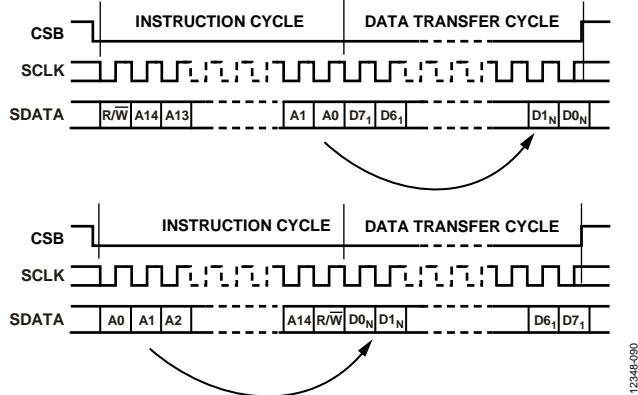 INSTRUCTION CYCLE DATA TRANSFER CYCLE
CSB
SCLK
SDATA R/W̅ A14 A13 A1 A0 D7₁ D6₁ D1N D0N
INSTRUCTION CYCLE DATA TRANSFER CYCLE
CSB
SCLK
SDATA A0 A1 A2 A14 R/W̅ D0N D1N D6₁ D7₁
12348-090